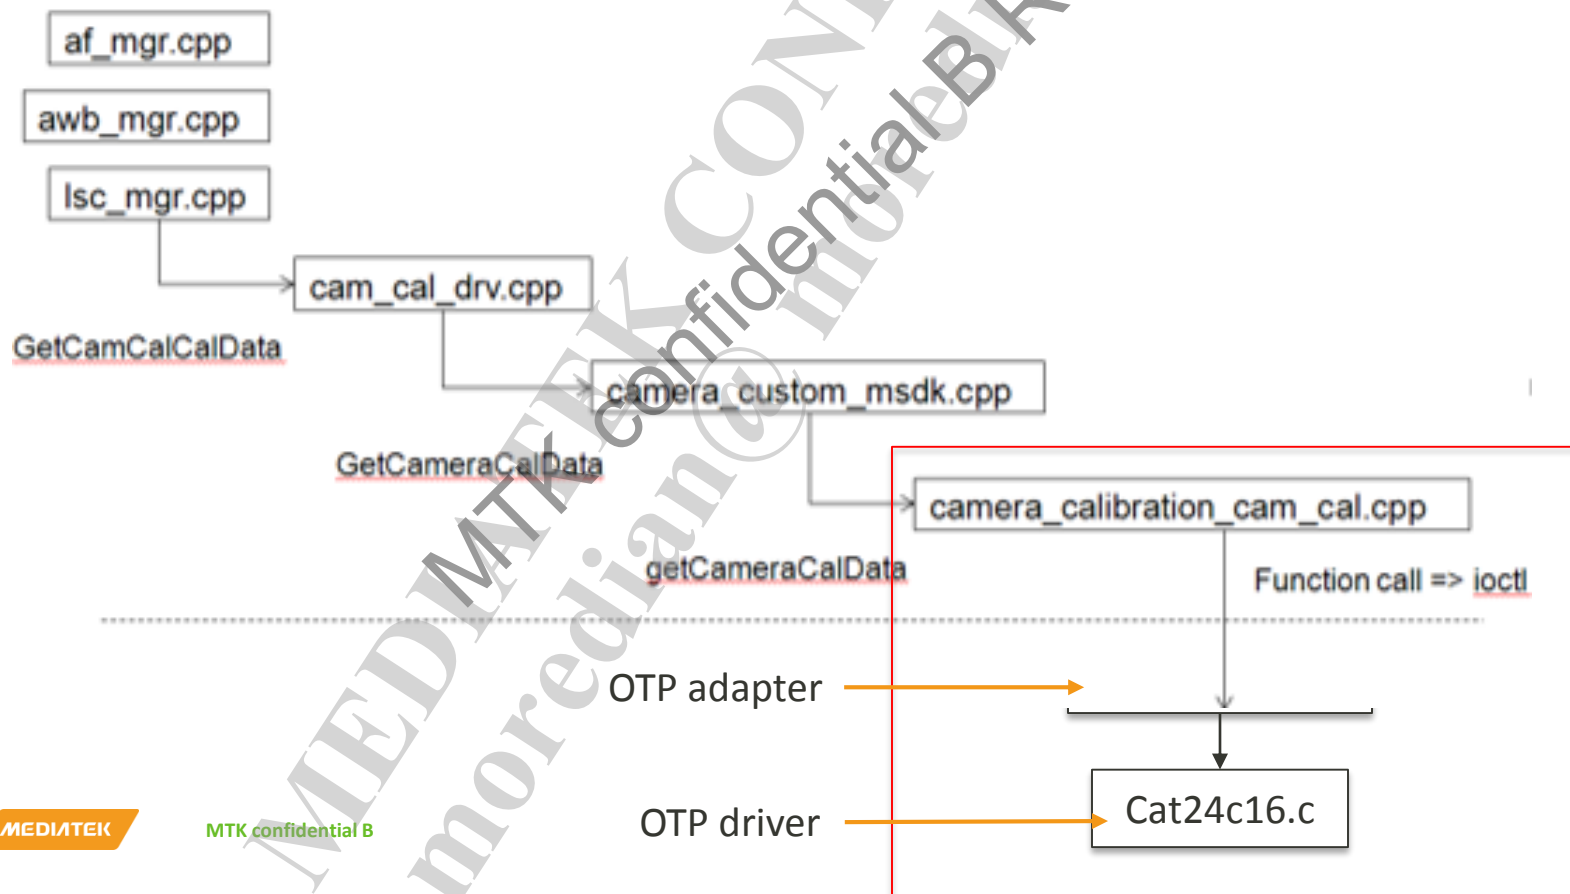 af_mgr.cpp
awb_mgr.cpp
lsc_mgr.cpp
cam_cal_drv.cpp
GetCamCalCalData
camera_custom_msdk.cpp
GetCameraCalData
camera_calibration_cam_cal.cpp
getCameraCalData
Function call => ioctl
OTP adapter
OTP driver
Cat24c16.c
MEDIATEK
MTK confidential B
MTK confidential B
MEDIATEK
moredian@